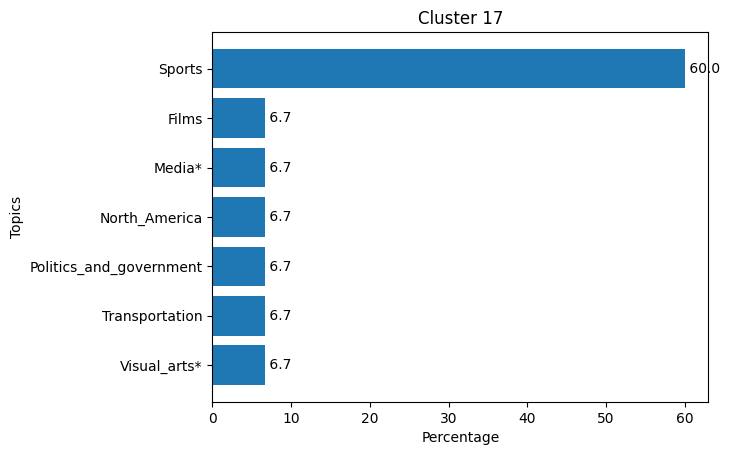 Cluster 17
Topics
Sports 60.0
Films 6.7
Media* 6.7
North_America 6.7
Politics_and_government 6.7
Transportation 6.7
Visual_arts* 6.7
0 10 20 30 40 50 60
Percentage